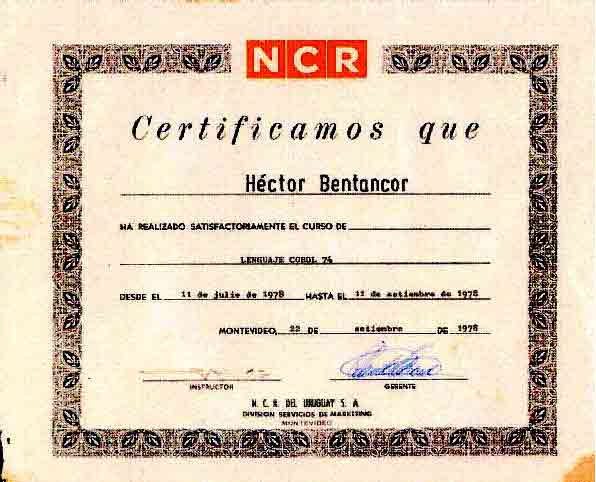 NCR
Certificamos que
Héctor Bentancor
HA REALIZADO SATISFACTORIAMENTE EL CURSO DE
LENGUAJE COBOL 74
DESDE EL 11 de julio de 1978 HASTA EL 12 de setiembre de 1978
MONTEVIDEO, 22 DE setiembre DE 1978
INSTRUCTOR GERENTE
N. C. R. DEL URUGUAY S. A.
DIVISION SERVICIOS DE MARKETING
MONTEVIDEO